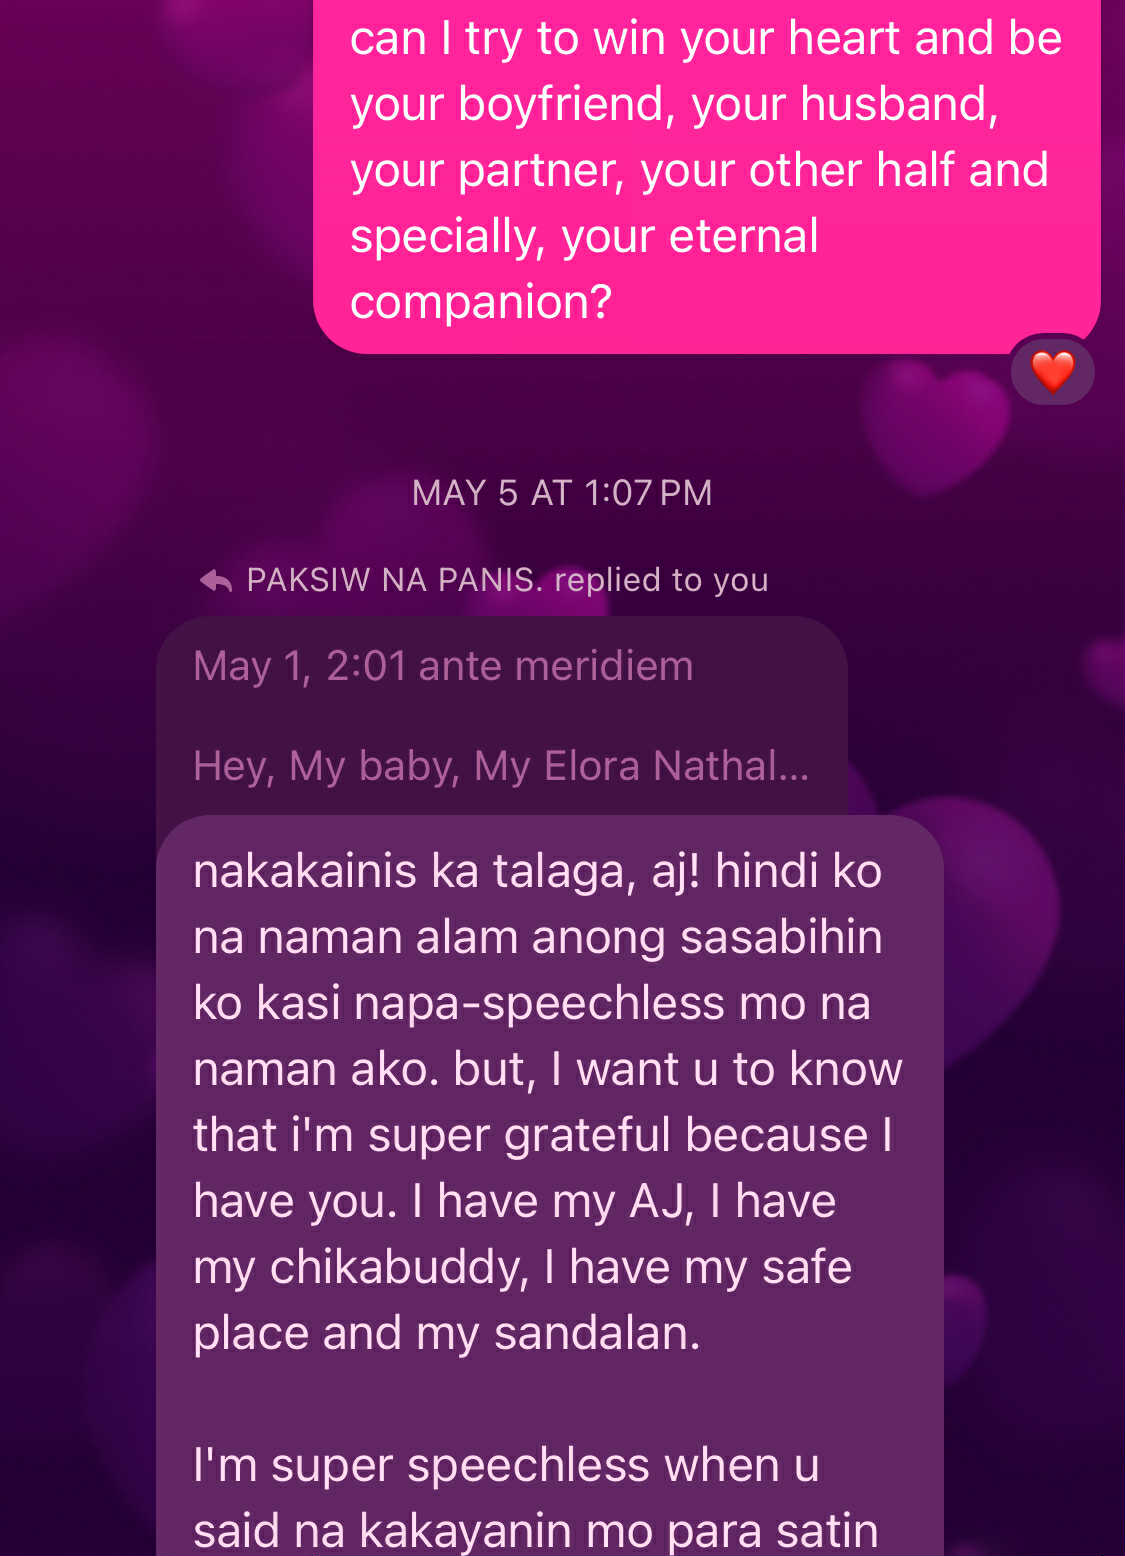 can I try to win your heart and be
your boyfriend, your husband,
your partner, your other half and
specially, your eternal
companion?
MAY 5 AT 1:07 PM
PAKSIW NA PANIS. replied to you
May 1, 2:01 ante meridiem
Hey, My baby, My Elora Nathal...
nakakainis ka talaga, aj! hindi ko
na naman alam anong sasabihin
ko kasi napa-speechless mo na
naman ako. but, I want u to know
that i'm super grateful because I
have you. I have my AJ, I have
my chikabuddy, I have my safe
place and my sandalan.
I'm super speechless when u
said na kakayanin mo para satin